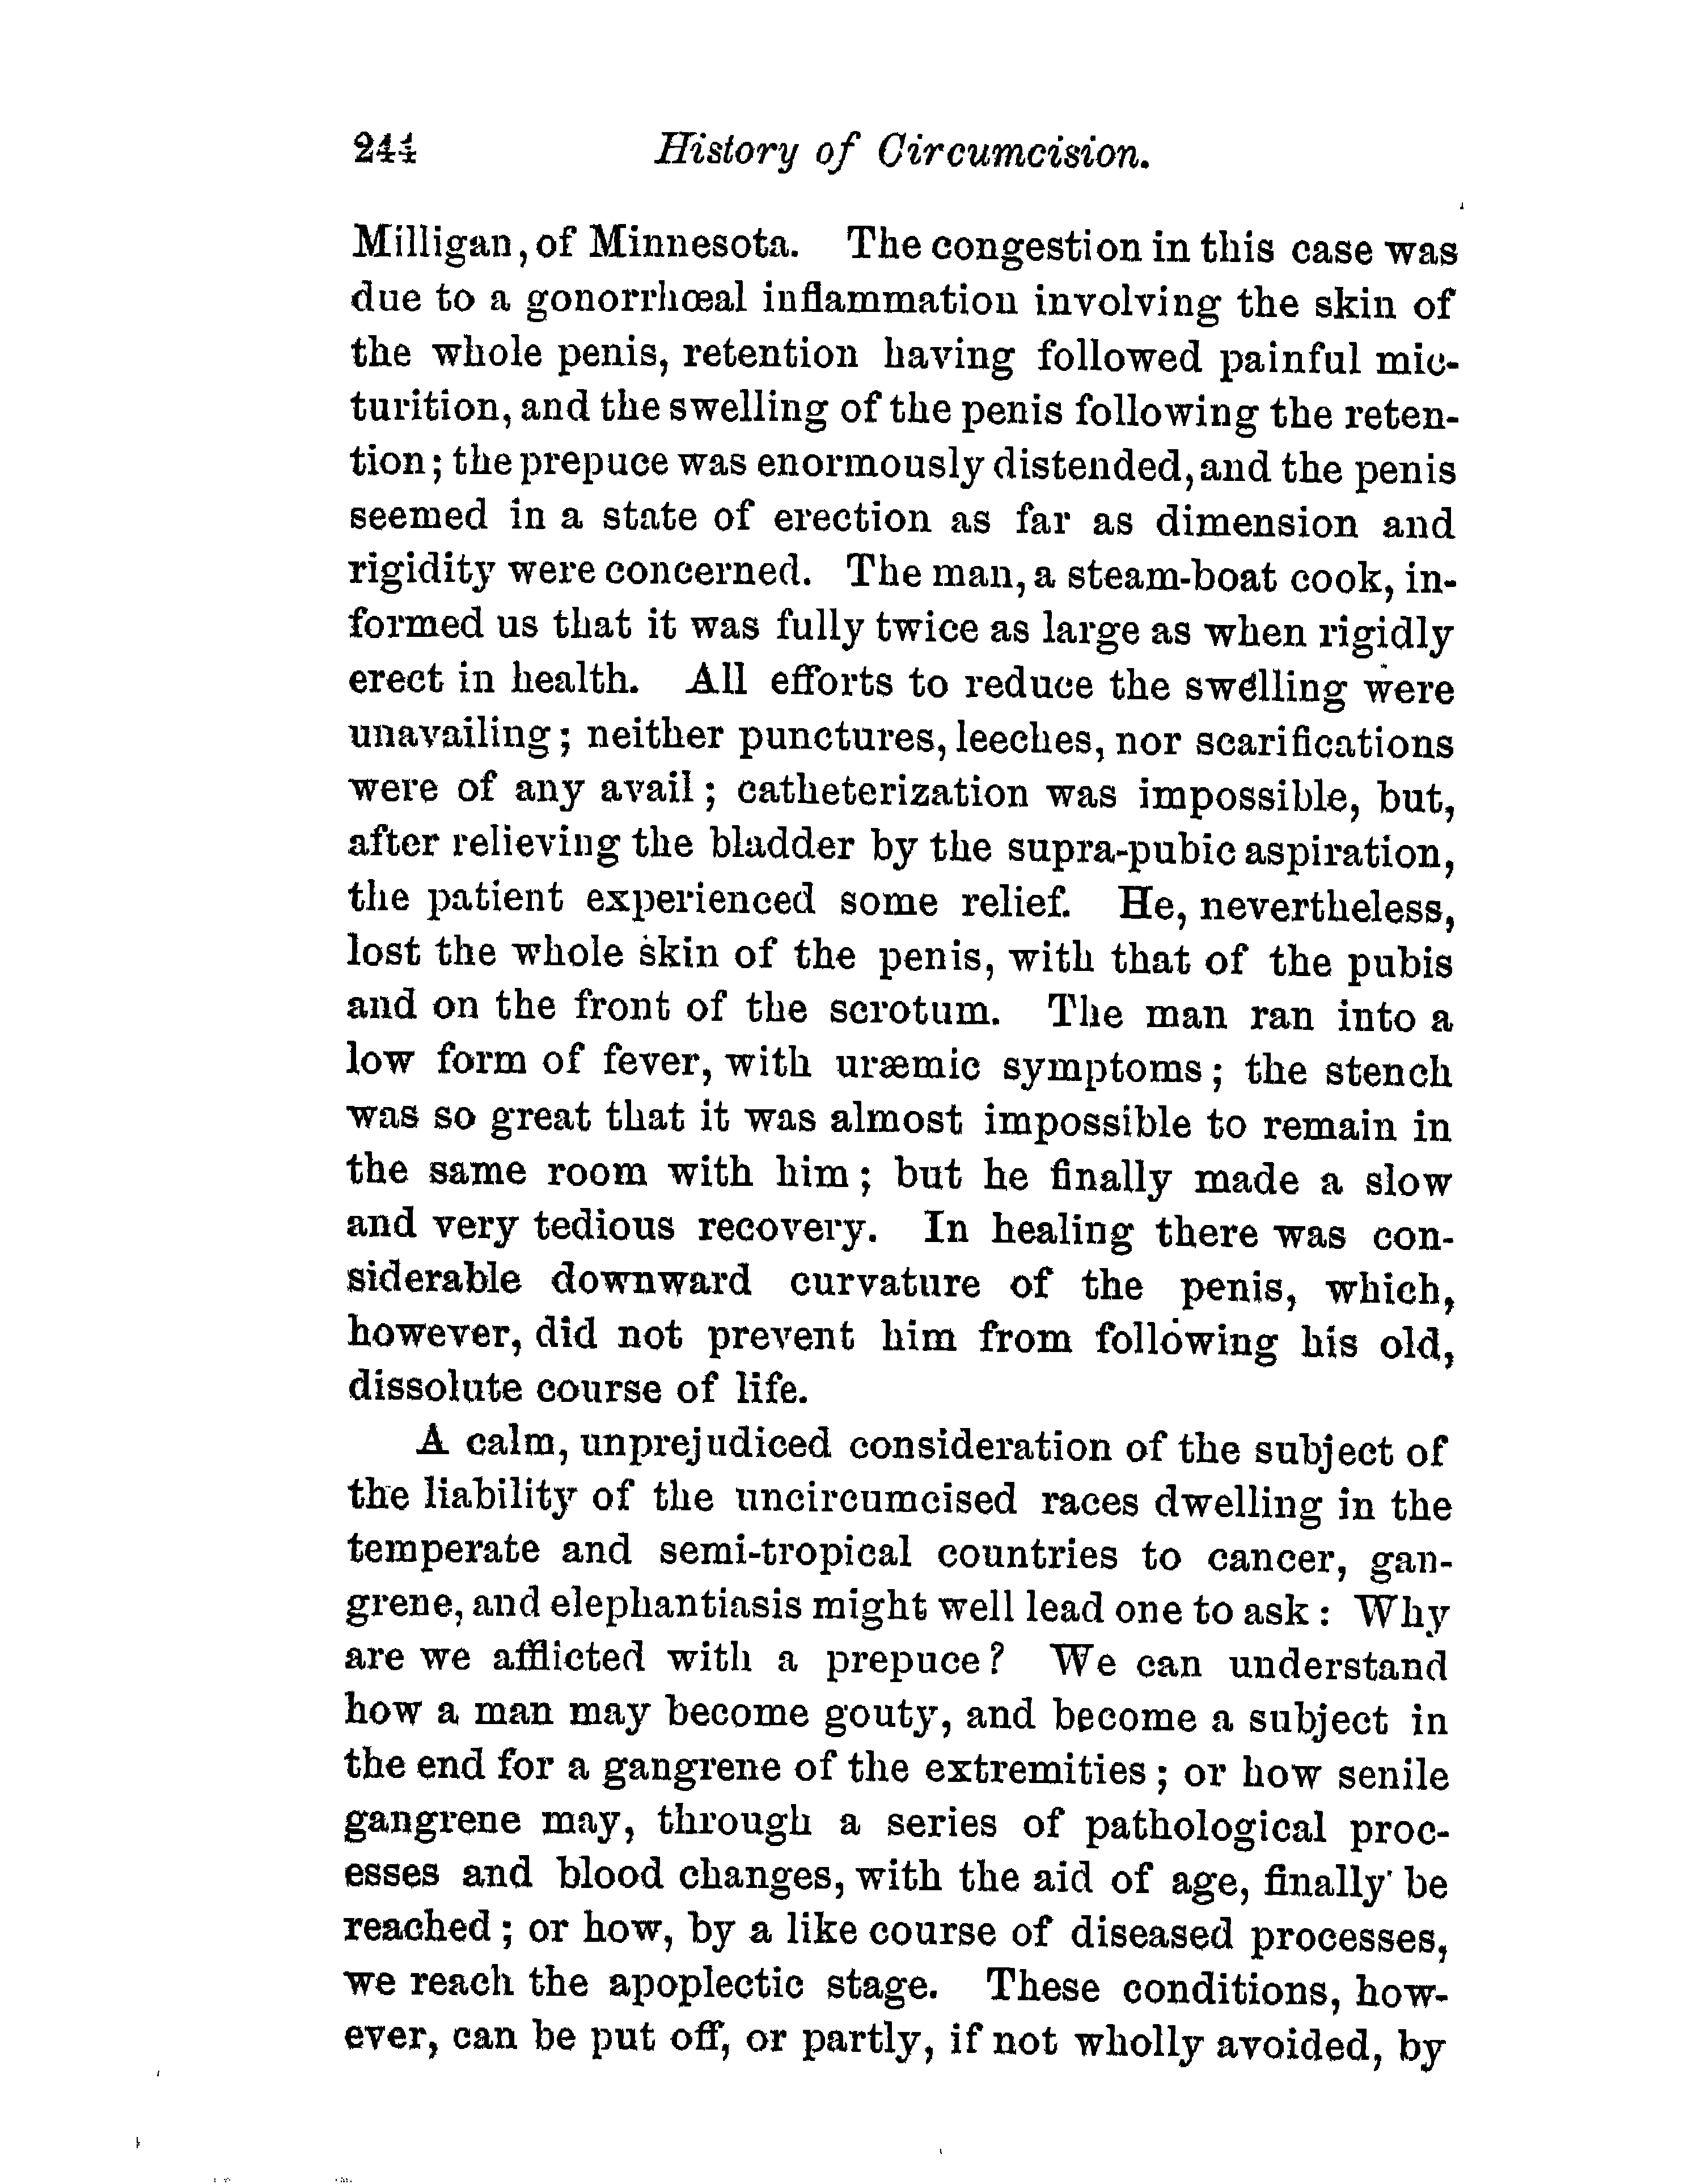 244 History of Circumcision.
Milligan, of Minnesota. The congestion in this case was
due to a gonorrhœal inflammation involving the skin of
the whole penis, retention having followed painful mic-
turition, and the swelling of the penis following the reten-
tion; the prepuce was enormously distended, and the penis
seemed in a state of erection as far as dimension and
rigidity were concerned. The man, a steam-boat cook, in-
formed us that it was fully twice as large as when rigidly
erect in health. All efforts to reduce the swelling were
unavailing; neither punctures, leeches, nor scarifications
were of any avail; catheterization was impossible, but,
after relieving the bladder by the supra-pubic aspiration,
the patient experienced some relief. He, nevertheless,
lost the whole skin of the penis, with that of the pubis
and on the front of the scrotum. The man ran into a
low form of fever, with uræmic symptoms; the stench
was so great that it was almost impossible to remain in
the same room with him; but he finally made a slow
and very tedious recovery. In healing there was con-
siderable downward curvature of the penis, which,
however, did not prevent him from following his old,
dissolute course of life.
A calm, unprejudiced consideration of the subject of
the liability of the uncircumcised races dwelling in the
temperate and semi-tropical countries to cancer, gan-
grene, and elephantiasis might well lead one to ask: Why
are we afflicted with a prepuce? We can understand
how a man may become gouty, and become a subject in
the end for a gangrene of the extremities; or how senile
gangrene may, through a series of pathological proc-
esses and blood changes, with the aid of age, finally be
reached; or how, by a like course of diseased processes,
we reach the apoplectic stage. These conditions, how-
ever, can be put off, or partly, if not wholly avoided, by